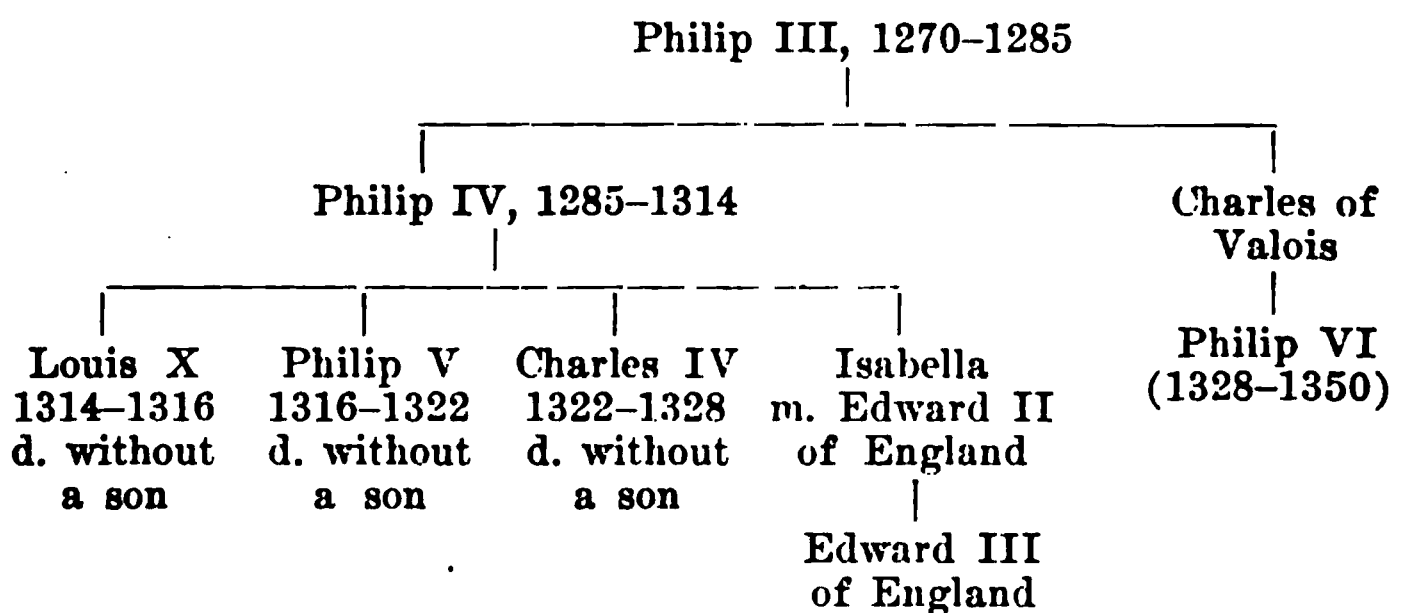 Philip III, 1270–1285
Philip IV, 1285–1314
Charles of
Valois
Philip VI
(1328–1350)
Louis X
1314–1316
d. without
a son
Philip V
1316–1322
d. without
a son
Charles IV
1322–1328
d. without
a son
Isabella
m. Edward II
of England
Edward III
of England